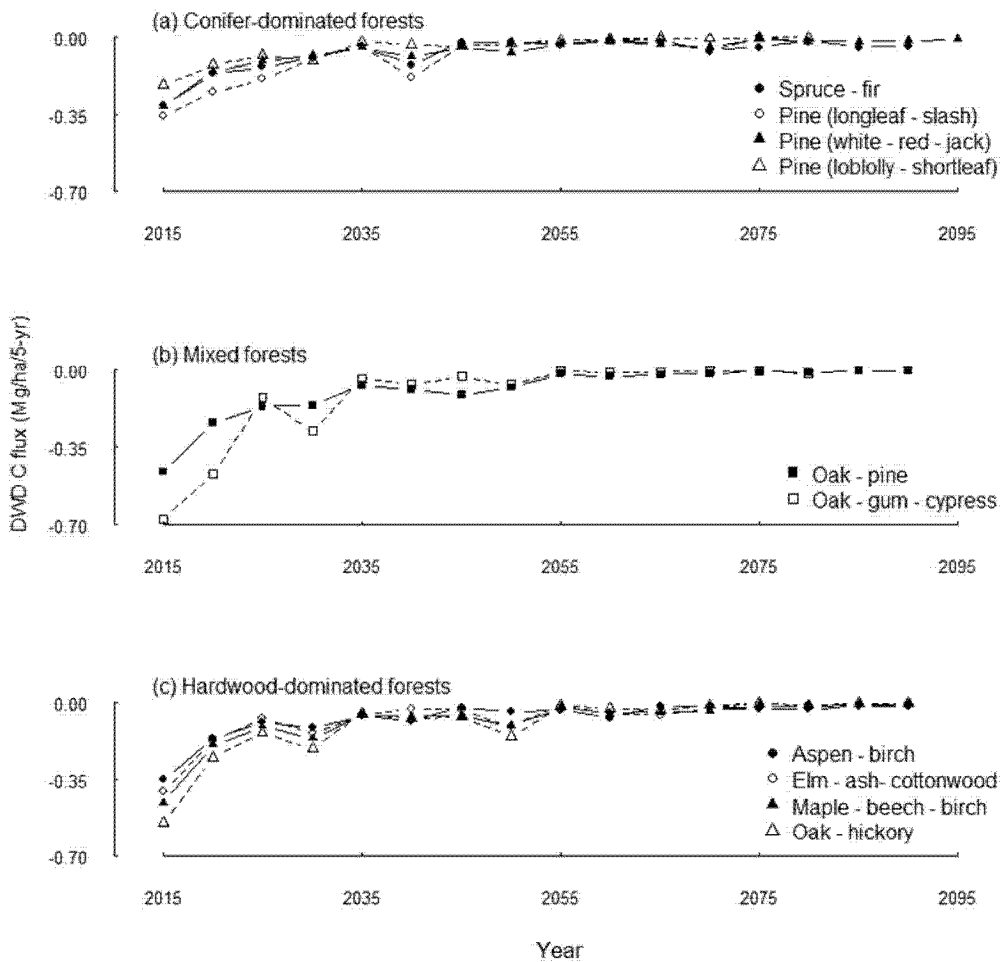 (a) Conifer-dominated forests
0.00
-0.35
-0.70
Spruce - fir
Pine (longleaf - slash)
Pine (white - red - jack)
Pine (loblolly - shortleaf)
2015
2035
2055
2075
2095
DWD C flux (Mg/ha/5-yr)
(b) Mixed forests
0.00
-0.35
-0.70
Oak - pine
Oak - gum - cypress
2015
2035
2055
2075
2095
(c) Hardwood-dominated forests
0.00
-0.35
-0.70
Aspen - birch
Elm - ash- cottonwood
Maple - beech - birch
Oak - hickory
2015
2035
2055
2075
2095
Year